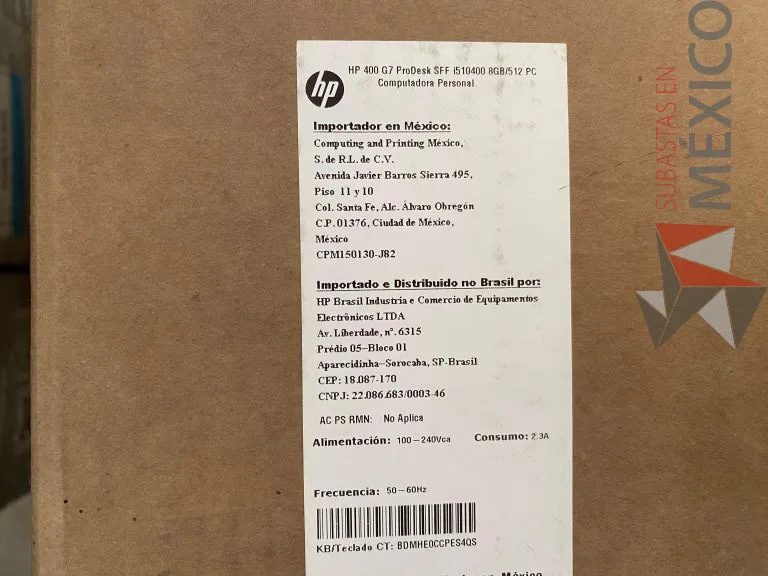 HP 400 G7 ProDesk SFF i510400 8GB/512 PC
Computadora Personal
hp
Importador en México:
Computing and Printing México,
S. de R.L. de C.V.
Avenida Javier Barros Sierra 495,
Piso 11 y 10
Col. Santa Fe, Alc. Álvaro Obregón
C.P. 01376, Ciudad de México,
México
CPM150130-J82
Importado e Distribuido no Brasil por:
HP Brasil Industria e Comercio de Equipamentos
Electrônicos LTDA
Av. Liberdade, nº. 6315
Prédio 05–Bloco 01
Aparecidinha–Sorocaba, SP-Brasil
CEP: 18.087-170
CNPJ: 22.086.683/0003-46
AC PS RMN: No Aplica
Alimentación: 100–240Vca Consumo: 2.3A
Frecuencia: 50–60Hz
KB/Teclado CT: BDMHE0CCPES4QS
en México
SUBASTAS EN
MÉXICO